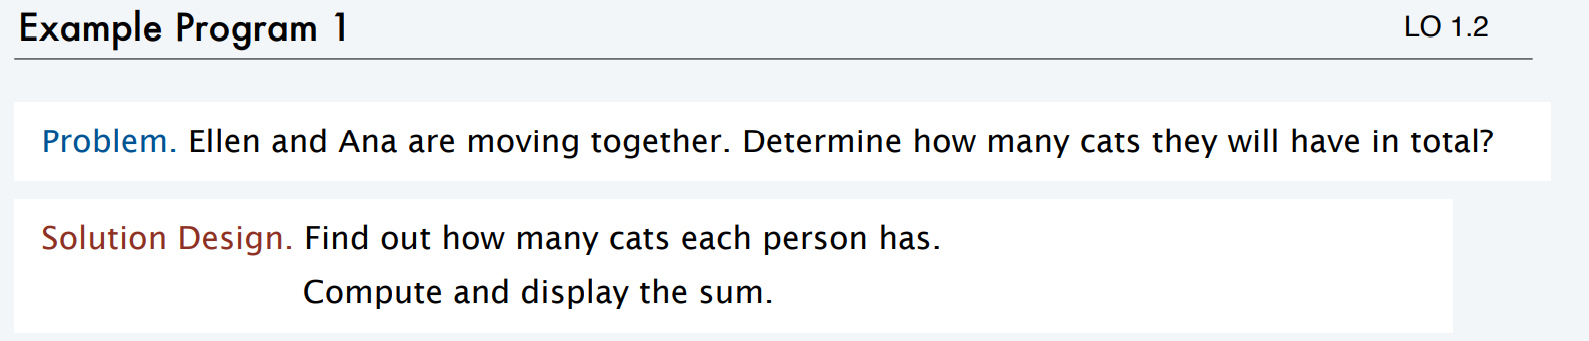 Example Program 1
LO 1.2
Problem. Ellen and Ana are moving together. Determine how many cats they will have in total?
Solution Design. Find out how many cats each person has.
Compute and display the sum.